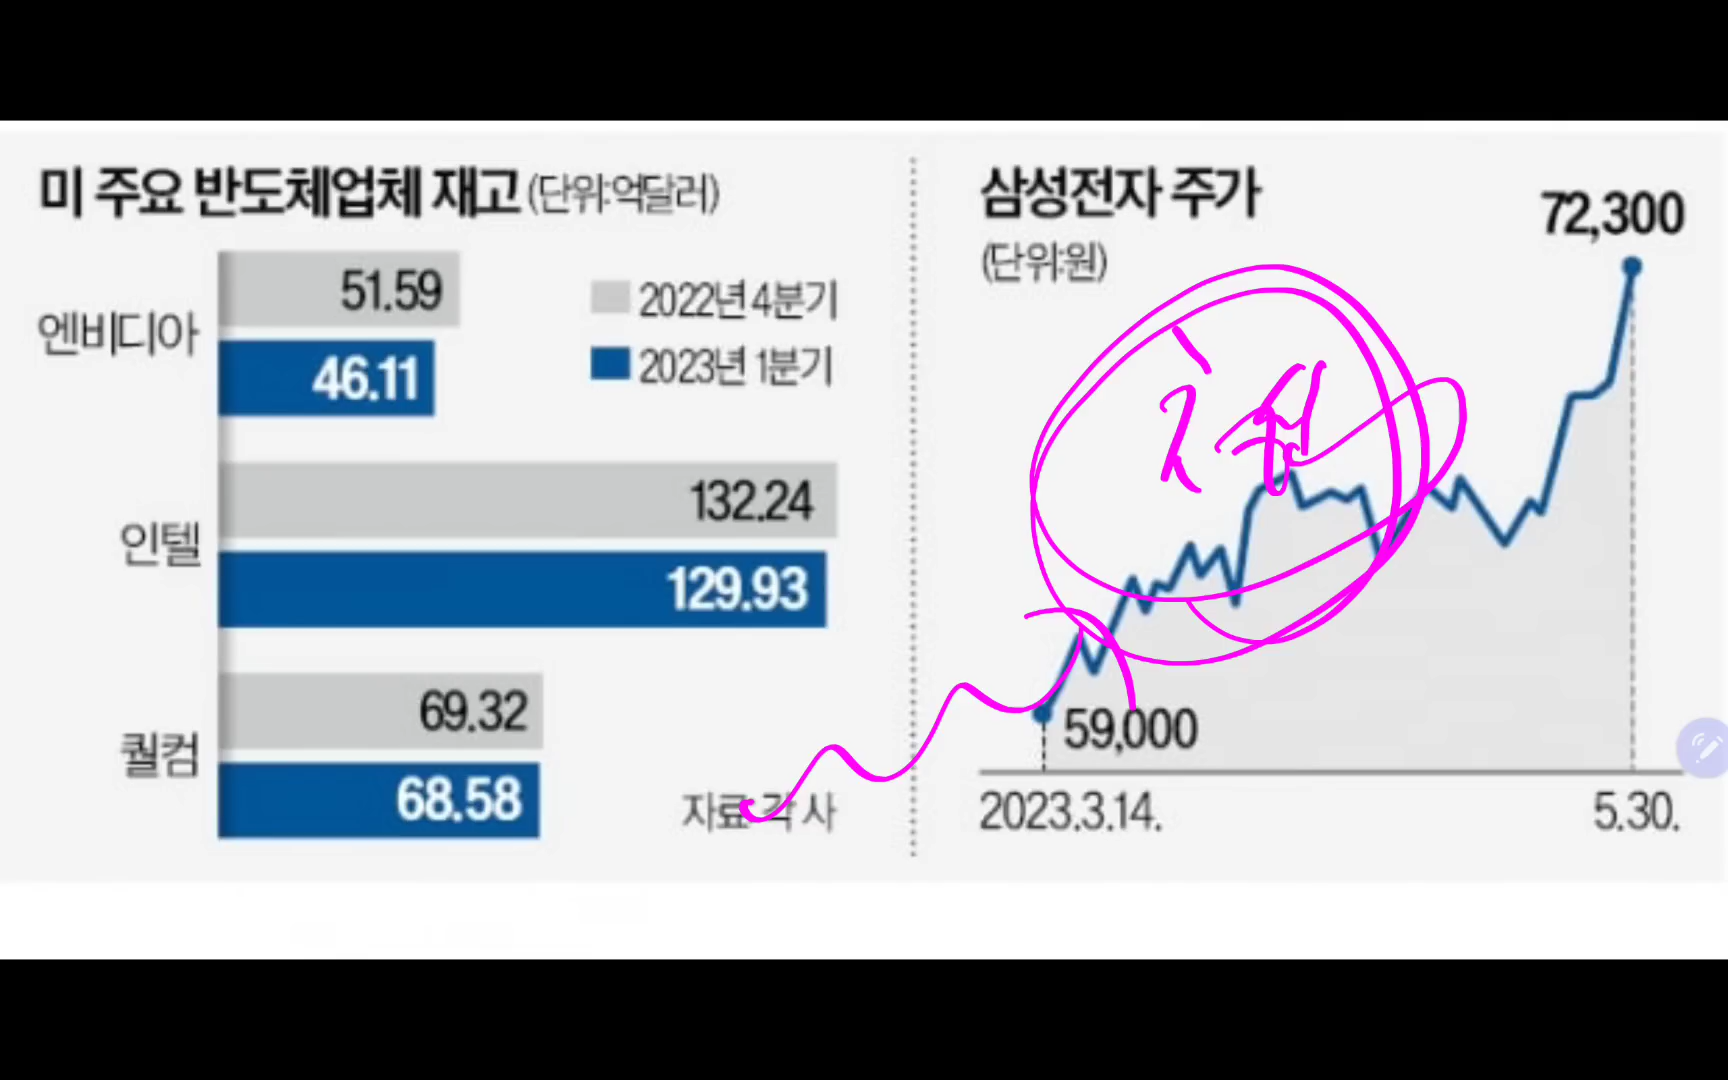 미 주요 반도체업체 재고 (단위:억달러)
2022년 4분기
2023년 1분기
엔비디아
51.59
46.11
인텔
132.24
129.93
퀄컴
69.32
68.58
자료 각 사
삼성전자 주가
(단위:원)
72,300
59,000
2023.3.14.
5.30.